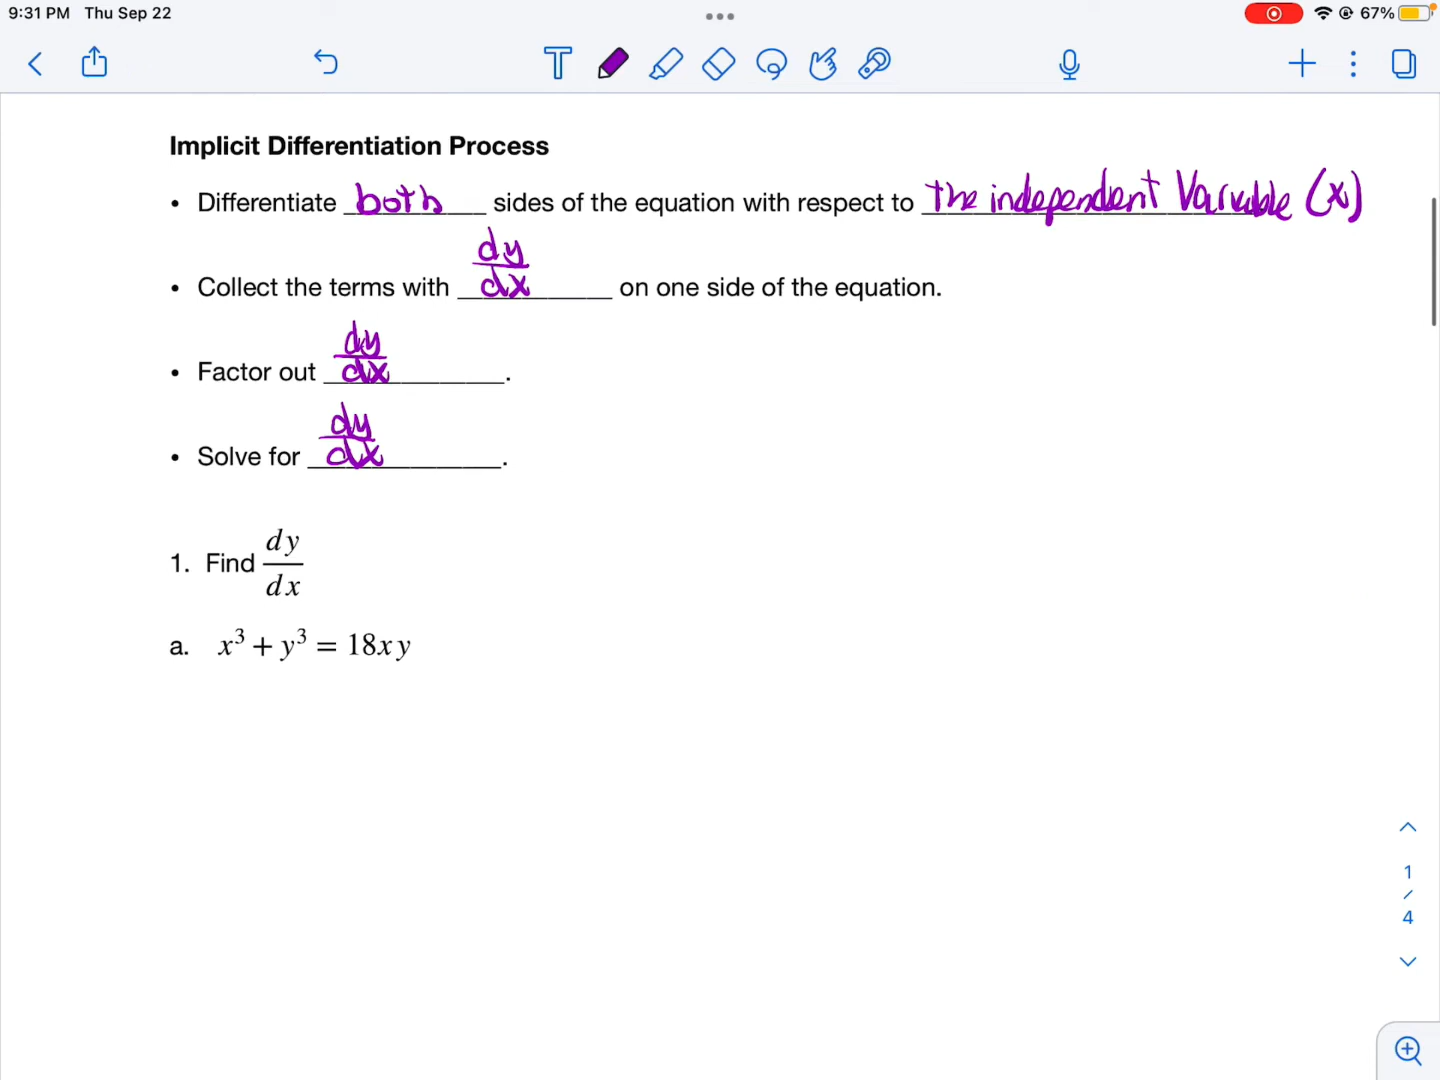 9:31 PM Thu Sep 22
67%
Implicit Differentiation Process
• Differentiate both sides of the equation with respect to the independent Variable (x)
• Collect the terms with dy/dx on one side of the equation.
• Factor out dy/dx.
• Solve for dy/dx.
1. Find dy/dx
a. x³ + y³ = 18xy
1
/
4